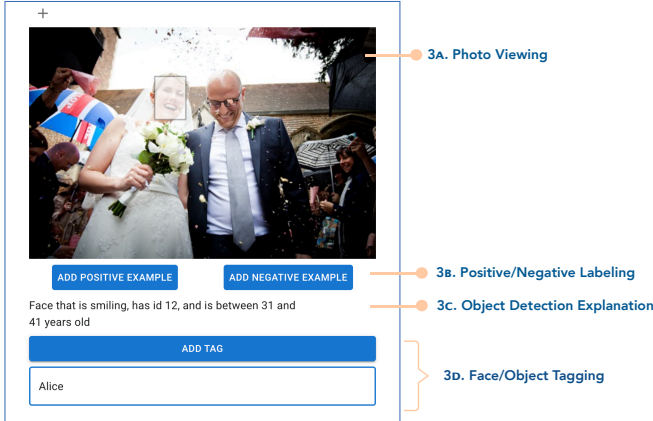 +
3A. Photo Viewing
ADD POSITIVE EXAMPLE
ADD NEGATIVE EXAMPLE
3B. Positive/Negative Labeling
Face that is smiling, has id 12, and is between 31 and
41 years old
3C. Object Detection Explanation
ADD TAG
Alice
3D. Face/Object Tagging